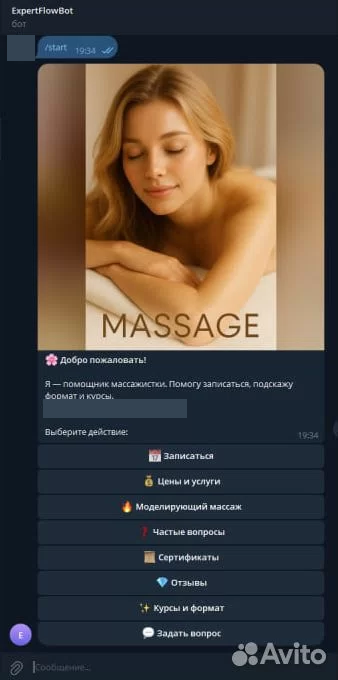 ExpertFlowBot
бот
/start
19:34
MASSAGE
🌸 Добро пожаловать!
Я — помощник массажистки. Помогу записаться, подскажу
формат и курсы.
Выберите действие:
19:34
📅 Записаться
💰 Цены и услуги
🔥 Моделирующий массаж
❓ Частые вопросы
📜 Сертификаты
💎 Отзывы
✨ Курсы и формат
💬 Задать вопрос
E
Сообщение...
Avito